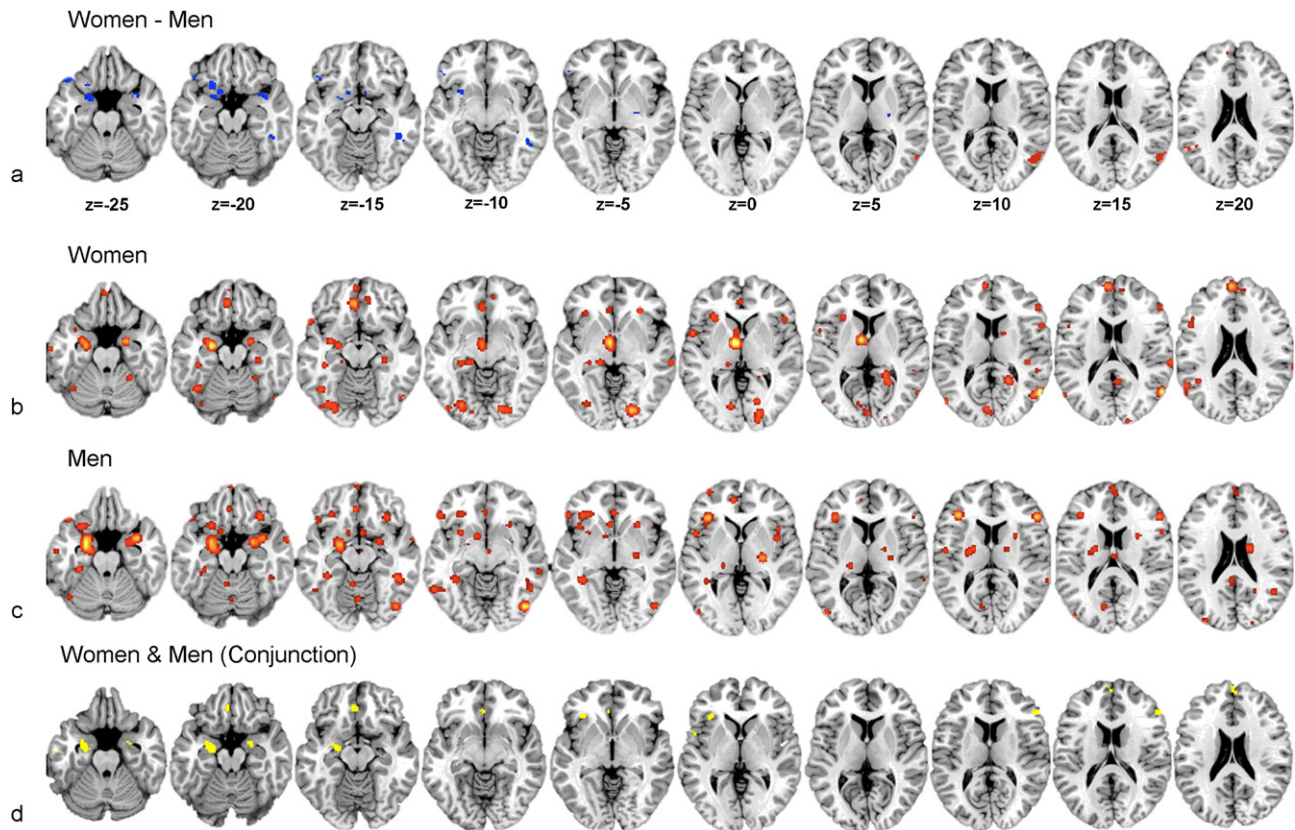 Women - Men
a
z=-25 z=-20 z=-15 z=-10 z=-5 z=0 z=5 z=10 z=15 z=20
Women
b
Men
c
Women & Men (Conjunction)
d